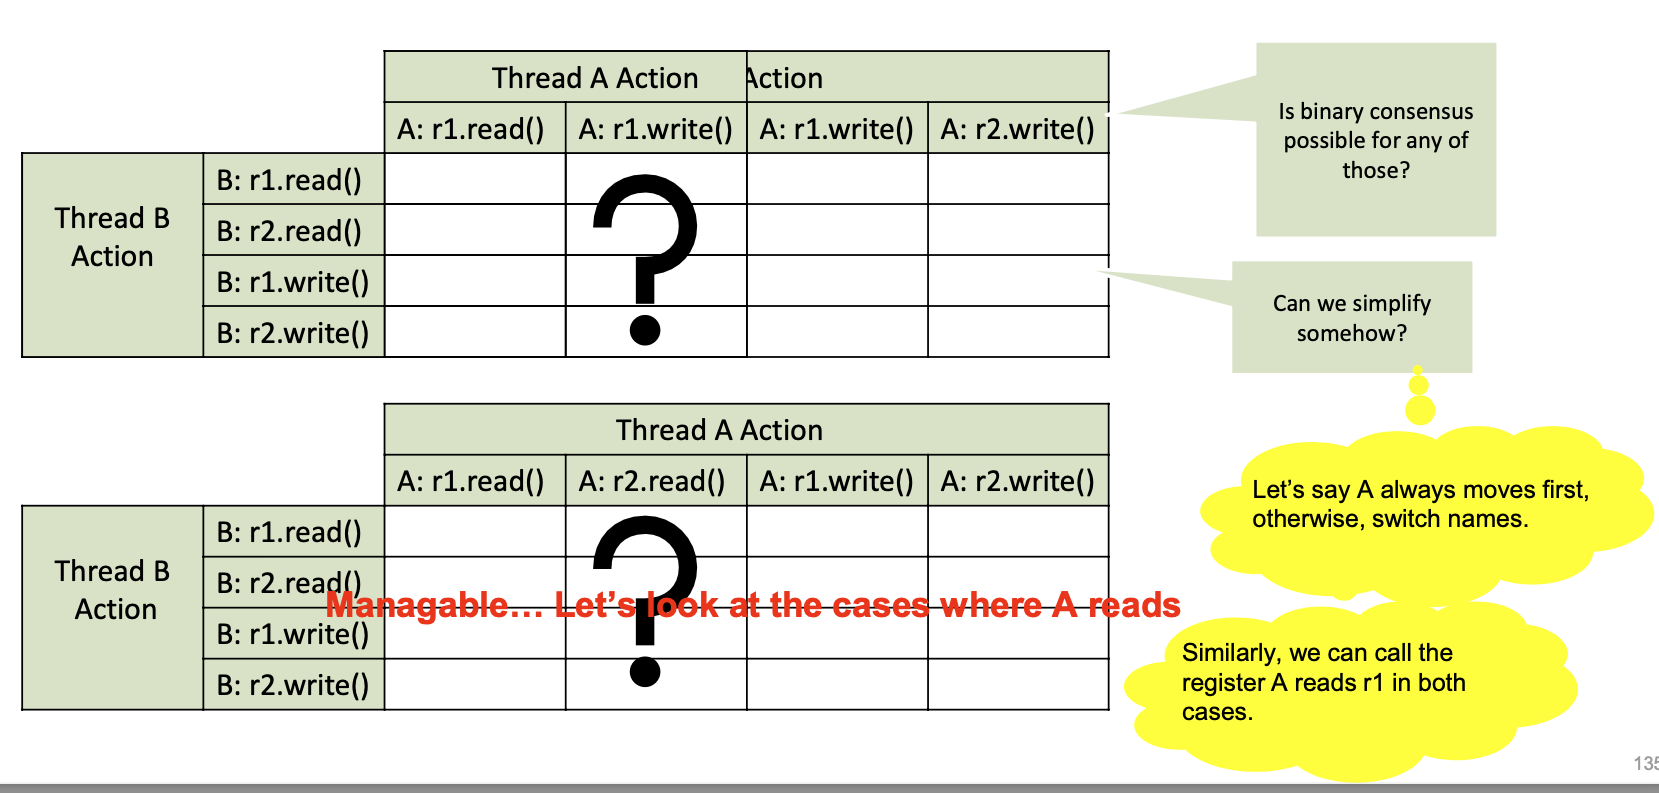 Thread A Action
Action
A: r1.read() A: r1.write() A: r1.write() A: r2.write()
Thread B
Action
B: r1.read()
B: r2.read()
B: r1.write()
B: r2.write()
?
Is binary consensus
possible for any of
those?
Can we simplify
somehow?
Thread A Action
A: r1.read() A: r2.read() A: r1.write() A: r2.write()
Thread B
Action
B: r1.read()
B: r2.read()
B: r1.write()
B: r2.write()
?
Managable... Let's look at the cases where A reads
Let's say A always moves first,
otherwise, switch names.
Similarly, we can call the
register A reads r1 in both
cases.
135